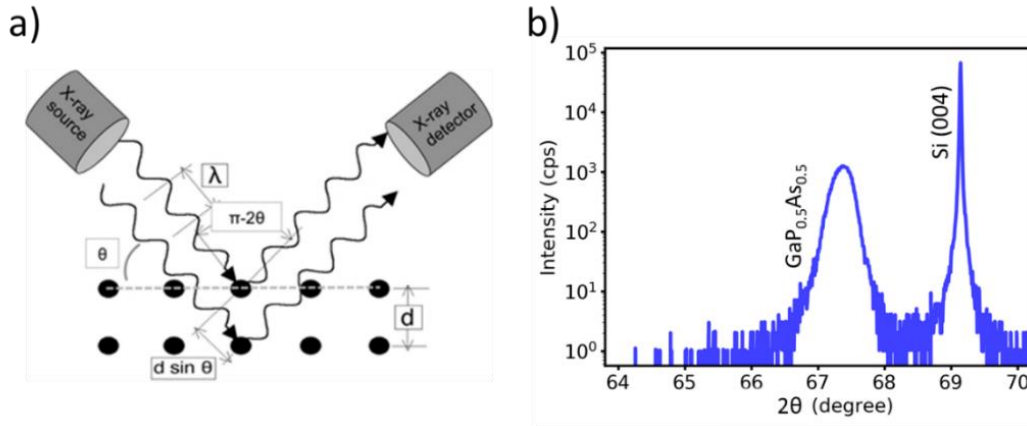 a)
X-ray
source
X-ray
detector
λ
π-2θ
θ
d
d sin θ
b)
Intensity (cps)
10⁵
10⁴
10³
10²
10¹
10⁰
GaP₀.₅As₀.₅
Si (004)
64 65 66 67 68 69 70
2θ (degree)